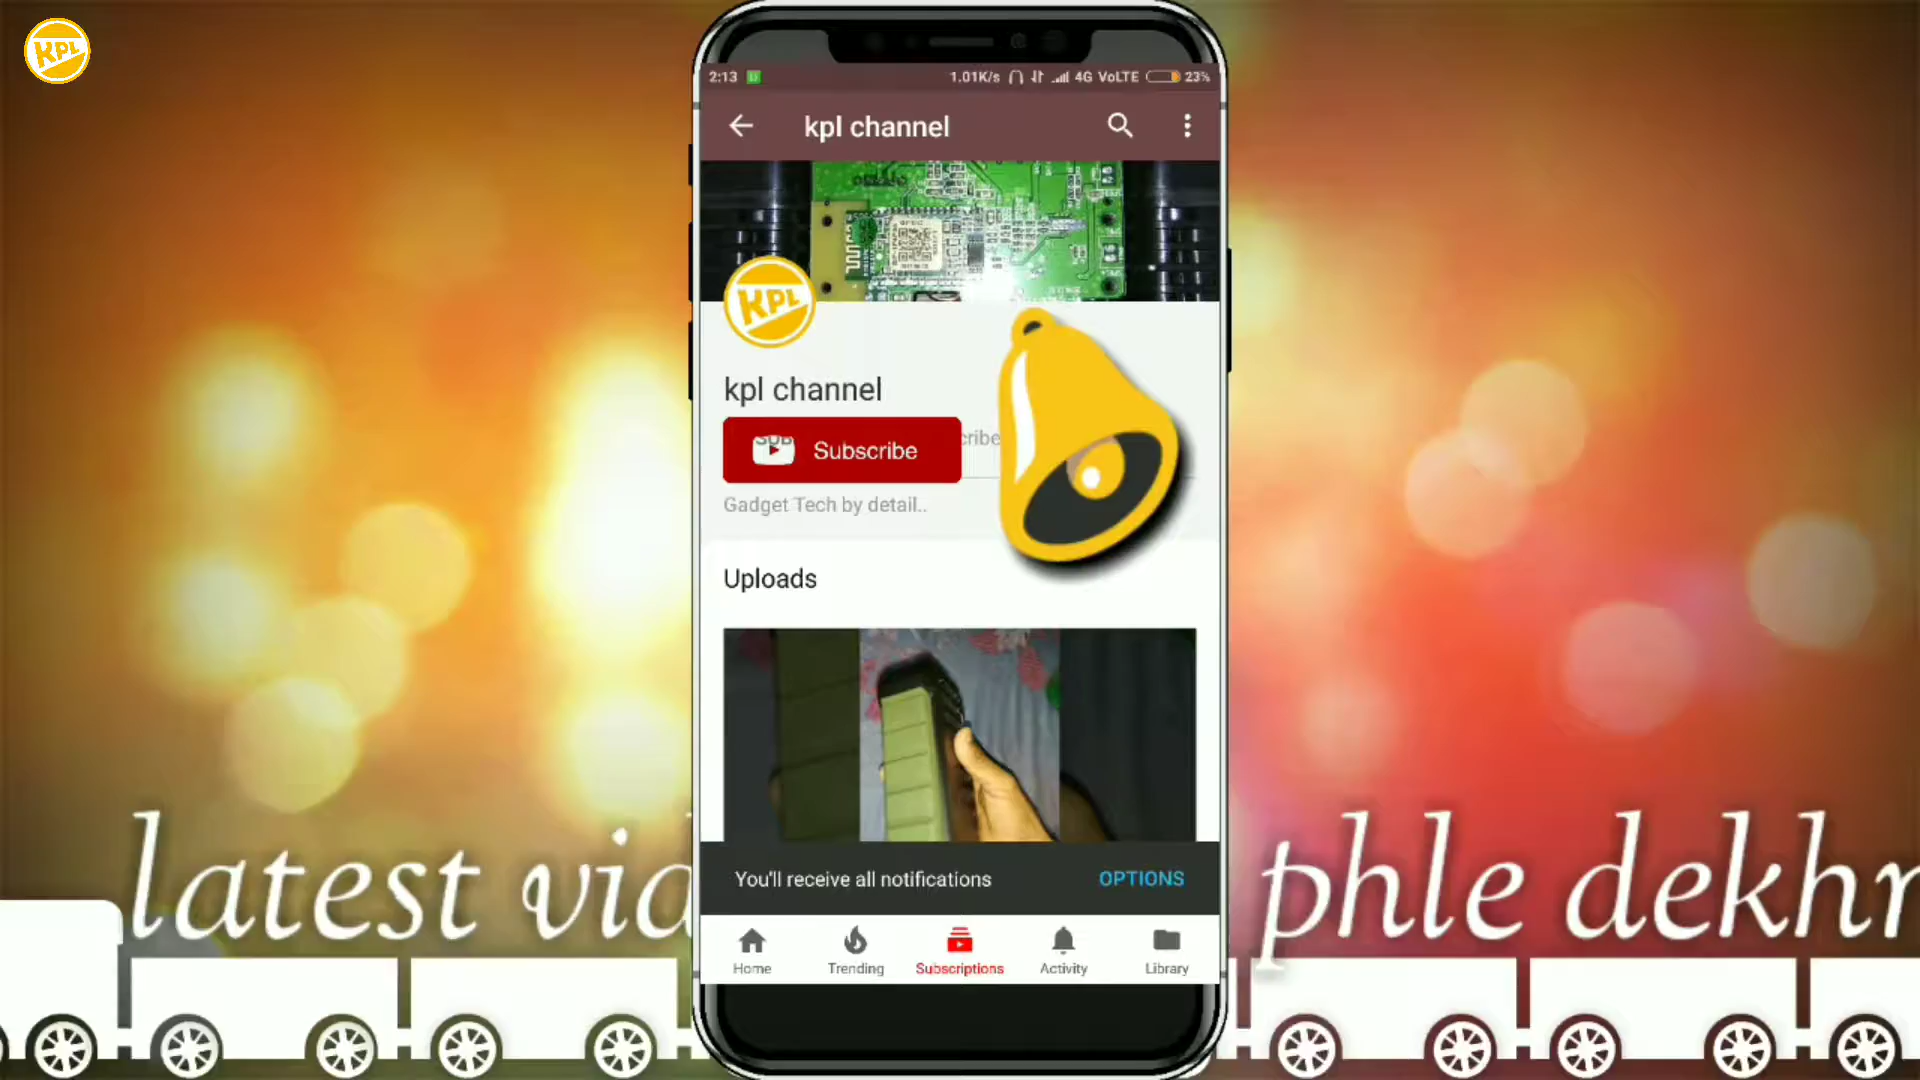 KPL
2:13 1.01K/s 4G VoLTE 23%
kpl channel
KPL
kpl channel
Subscribe
Gadget Tech by detail..
Uploads
You'll receive all notifications OPTIONS
latest vid phle dekhn
Home Trending Subscriptions Activity Library